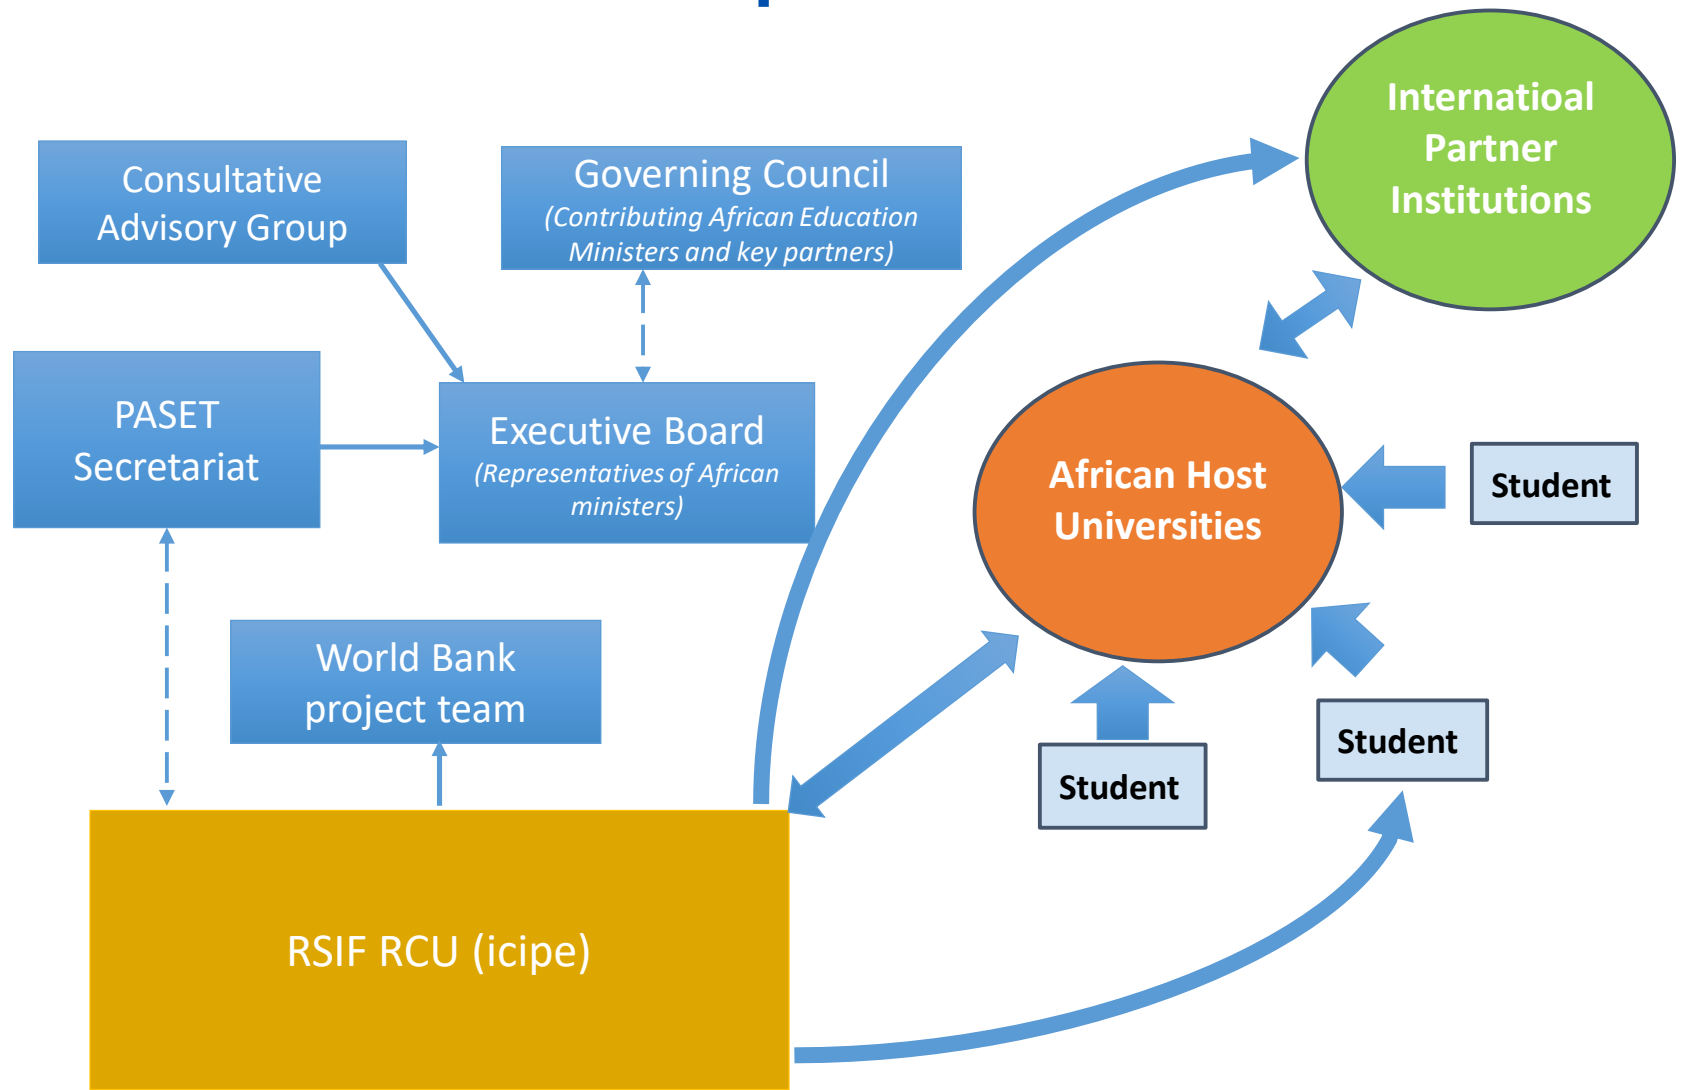 Consultative
Advisory Group
Governing Council
(Contributing African Education
Ministers and key partners)
Internatioal
Partner
Institutions
PASET
Secretariat
Executive Board
(Representatives of African
ministers)
African Host
Universities
Student
World Bank
project team
Student
Student
RSIF RCU (icipe)